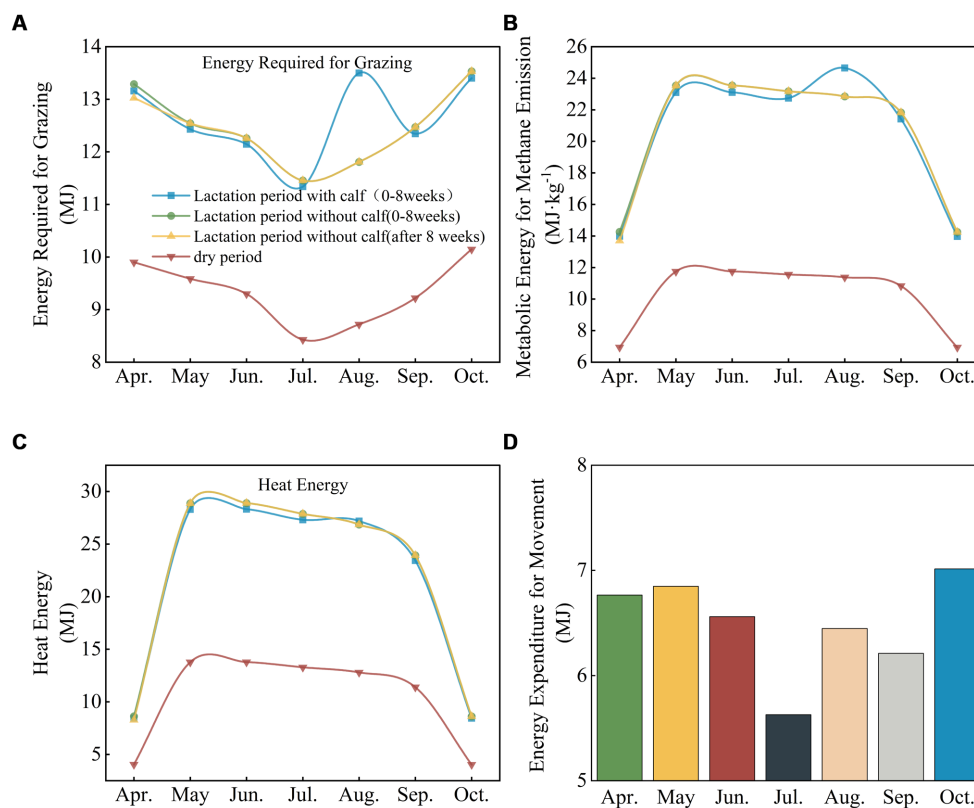 A
Energy Required for Grazing
(MJ)
14
13
12
11
10
9
8
Energy Required for Grazing
Lactation period with calf（0-8weeks）
Lactation period without calf(0-8weeks)
Lactation period without calf(after 8 weeks)
dry period
Apr. May Jun. Jul. Aug. Sep. Oct.
B
Metabolic Energy for Methane Emission
(MJ·kg⁻¹)
26
24
22
20
18
16
14
12
10
8
6
Apr. May Jun. Jul. Aug. Sep. Oct.
C
Heat Energy
(MJ)
30
25
20
15
10
5
Heat Energy
Apr. May Jun. Jul. Aug. Sep. Oct.
D
Energy Expenditure for Movement
(MJ)
8
7
6
5
Apr. May Jun. Jul. Aug. Sep. Oct.